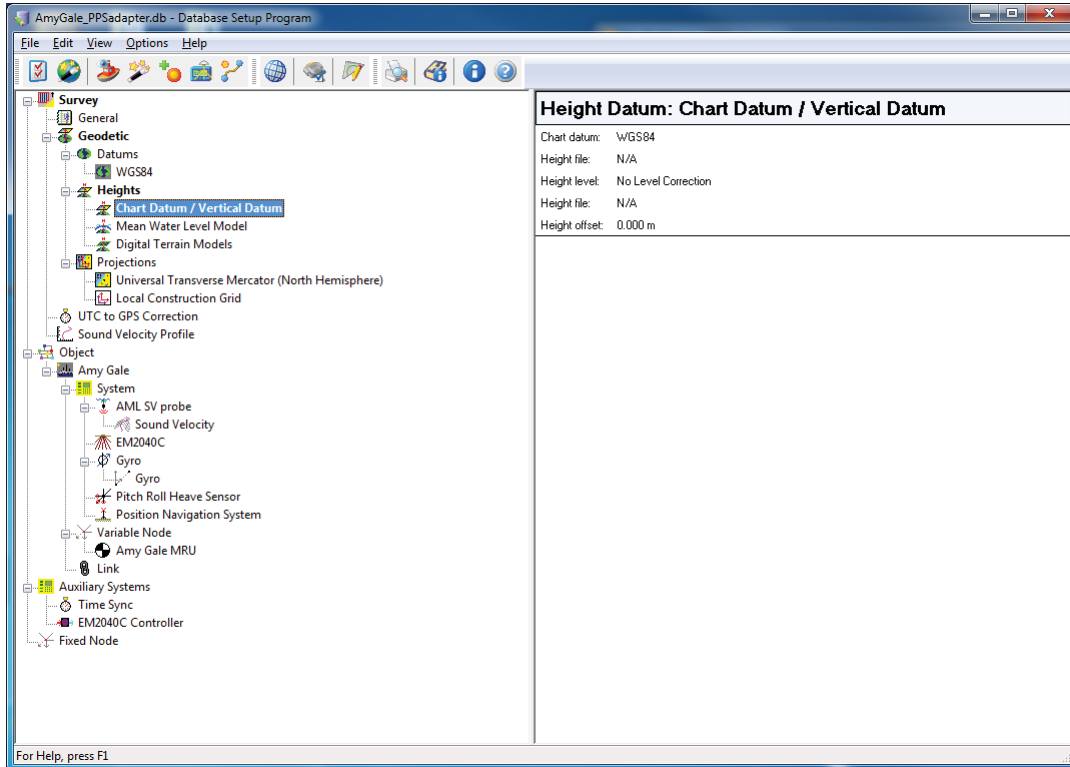 AmyGale_PPSadapter.db - Database Setup Program
File Edit View Options Help
Survey
General
Geodetic
Datums
WGS84
Heights
Chart Datum / Vertical Datum
Mean Water Level Model
Digital Terrain Models
Projections
Universal Transverse Mercator (North Hemisphere)
Local Construction Grid
UTC to GPS Correction
Sound Velocity Profile
Object
Amy Gale
System
AML SV probe
Sound Velocity
EM2040C
Gyro
Gyro
Pitch Roll Heave Sensor
Position Navigation System
Variable Node
Amy Gale MRU
Link
Auxiliary Systems
Time Sync
EM2040C Controller
Fixed Node
Height Datum: Chart Datum / Vertical Datum
Chart datum: WGS84
Height file: N/A
Height level: No Level Correction
Height file: N/A
Height offset: 0.000 m
For Help, press F1